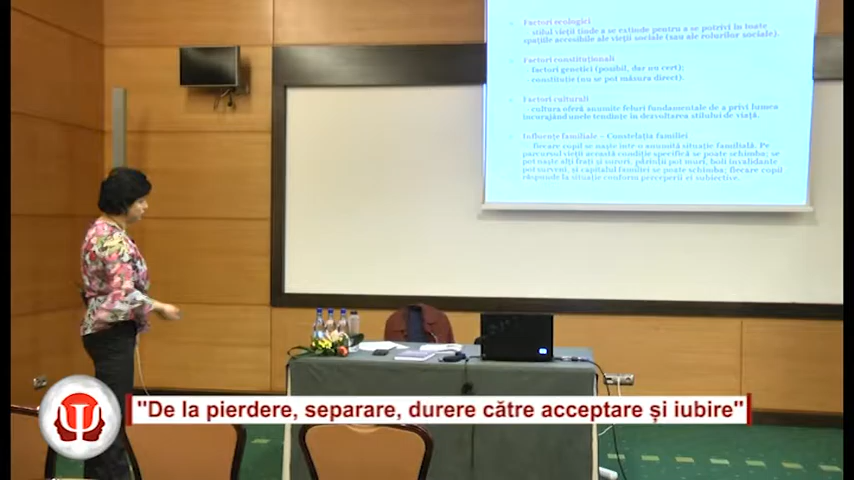 Factori ecologici
- stilul vieții tinde a se extinde pentru a se potrivi în toate
spațiile accesibile ale vieții sociale (sau ale rolurilor sociale).
Factori constituționali
- factori genetici (posibil, dar nu cert);
- constituție (nu se pot măsura direct).
Factori culturali
- cultura oferă anumite feluri fundamentale de a privi lumea
încurajând unele tendințe în dezvoltarea stilului de viață.
Influențe familiale – Constelația familiei
- fiecare copil se naște într-o anumită situație familială. Pe
parcursul vieții această condiție specifică se poate schimba: se
pot naște alți frați și surori, părinții pot muri, boli invalidante
pot surveni, și capitalul familiei se poate schimba; fiecare copil
răspunde la situație conform perceperii ei subiective.
"De la pierdere, separare, durere către acceptare și iubire"